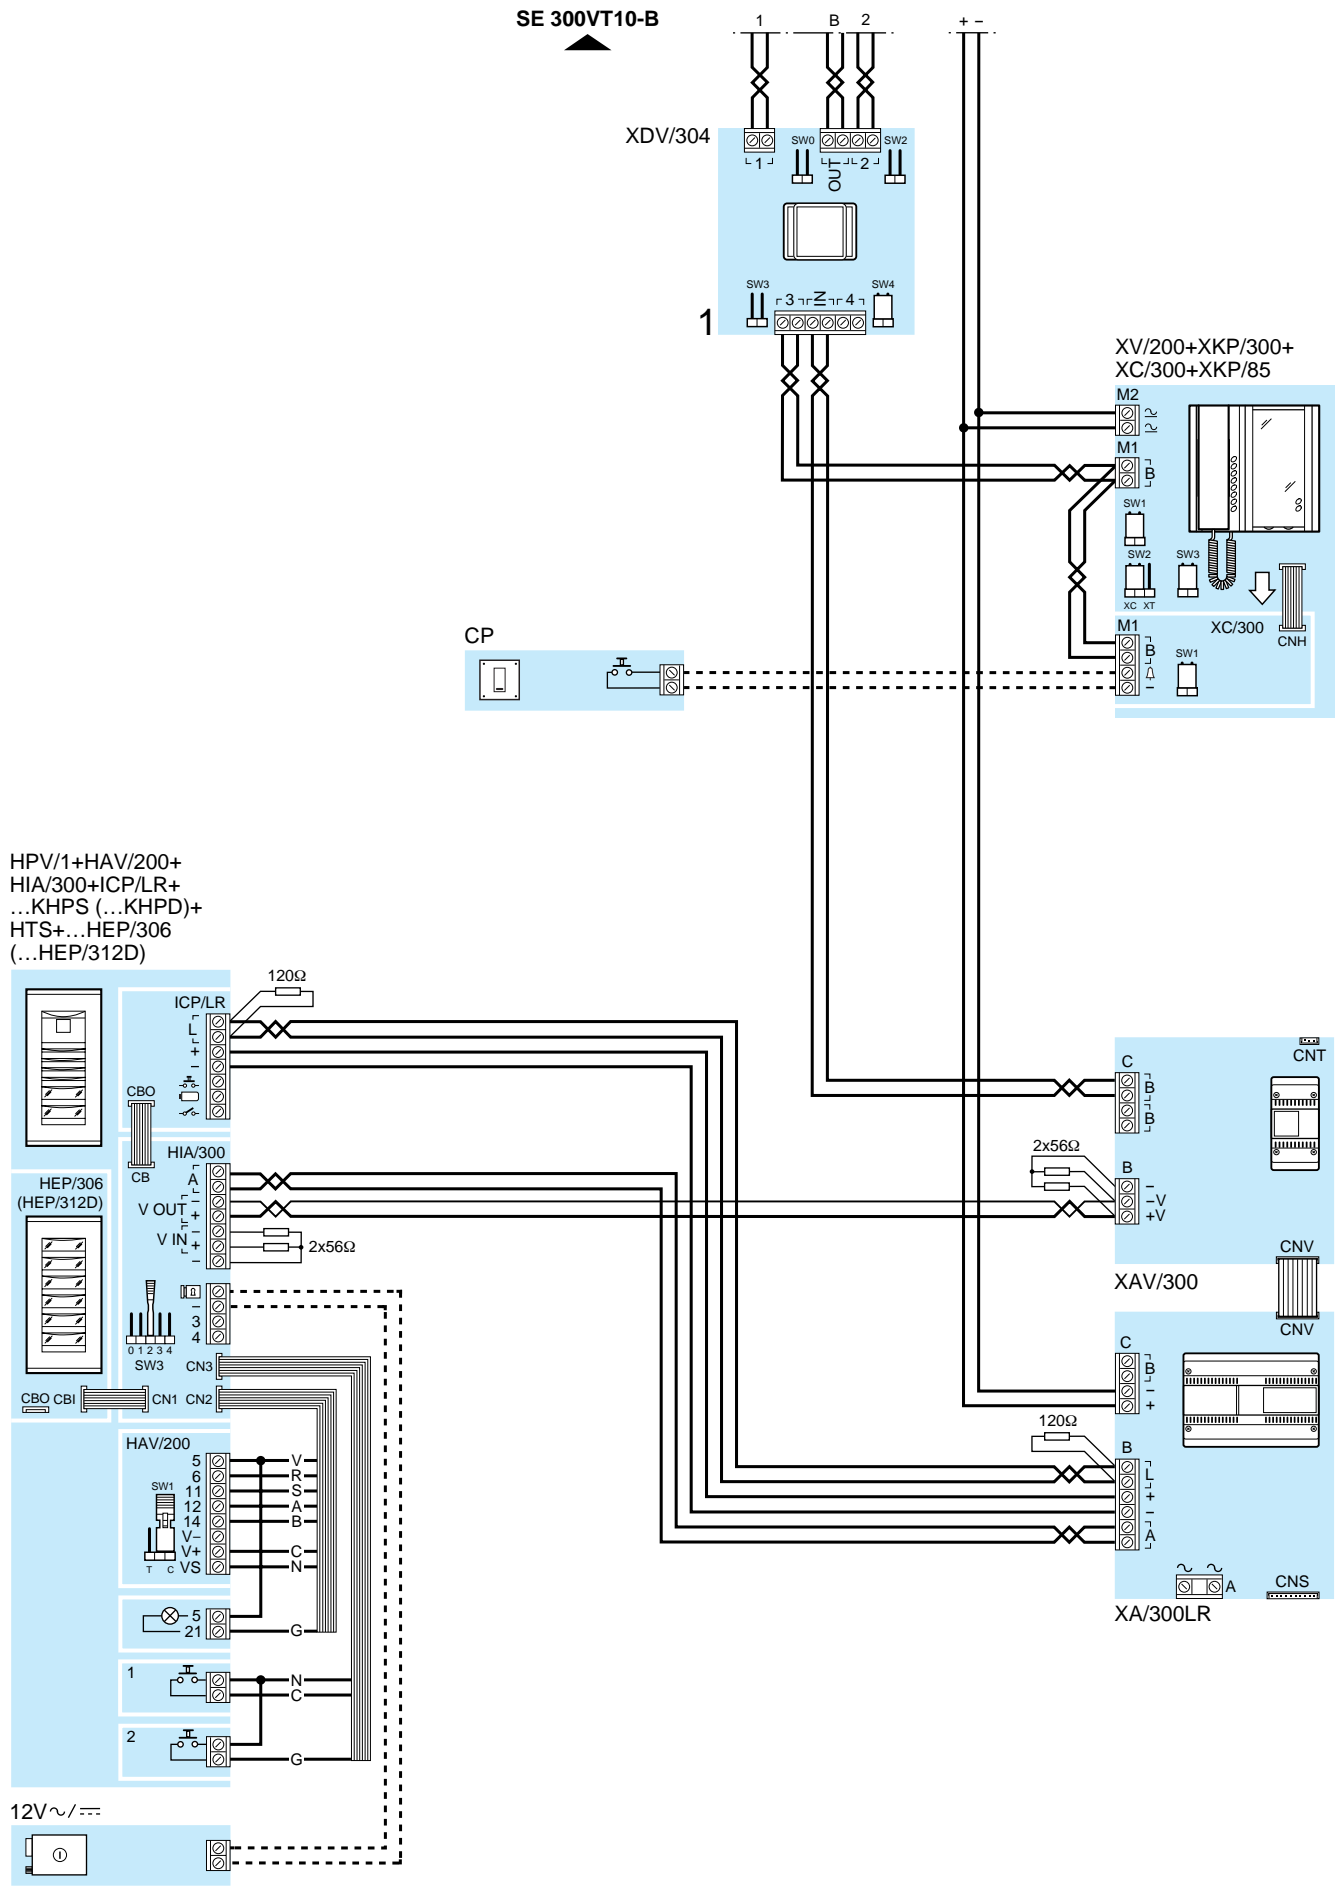 SE 300VT10-B
1 B 2 + −
XDV/304
SW0 SW2
1 OUT 2
SW3 SW4
3 IN 4
1
XV/200+XKP/300+
XC/300+XKP/85
M2
M1
B
SW1
SW2 SW3
XC XT
XC/300
CNH
M1
B
SW1
−
CP
HPV/1+HAV/200+
HIA/300+ICP/LR+
…KHPS (…KHPD)+
HTS+…HEP/306
(…HEP/312D)
120Ω
ICP/LR
L
+
−
CBO
CB
HIA/300
A
V OUT − +
V IN − +
−
2x56Ω
HEP/306
(HEP/312D)
−
3
4
0 1 2 3 4
SW3
CN3
CBO CBI CN1 CN2
HAV/200
5 V
6 R
11 S
12 A
14 B
V−
V+ C
VS N
SW1
T C
5
21 G
1 N
C
2
G
12V
CNT
C
B
B
2x56Ω
B
−
−V
+V
CNV
XAV/300
CNV
C
B
−
+
120Ω
B
L
+
−
A
A
CNS
XA/300LR